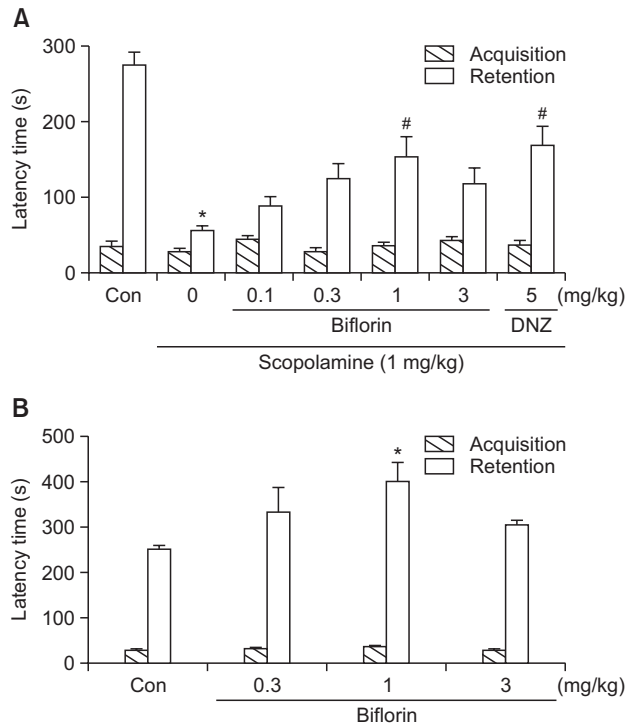 A
Latency time (s)
300
200
100
0
Acquisition
Retention
*
#
#
Con 0 0.1 0.3 1 3 5 (mg/kg)
Biflorin DNZ
Scopolamine (1 mg/kg)
B
Latency time (s)
500
400
300
200
100
0
Acquisition
Retention
*
Con 0.3 1 3 (mg/kg)
Biflorin